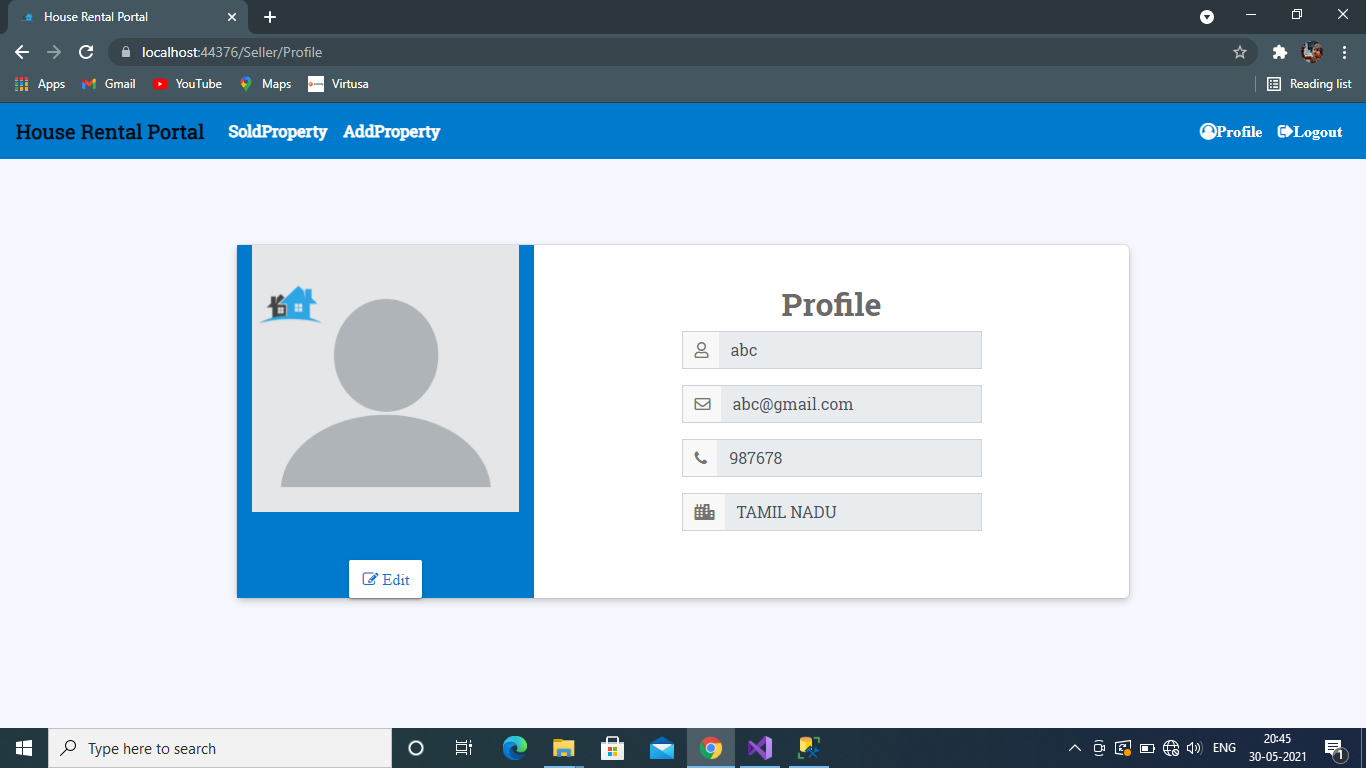 House Rental Portal
localhost:44376/Seller/Profile
Apps Gmail YouTube Maps Virtusa Reading list
House Rental Portal SoldProperty AddProperty Profile Logout
Profile
abc
abc@gmail.com
987678
TAMIL NADU
Edit
Type here to search
ENG
20:45
30-05-2021
1